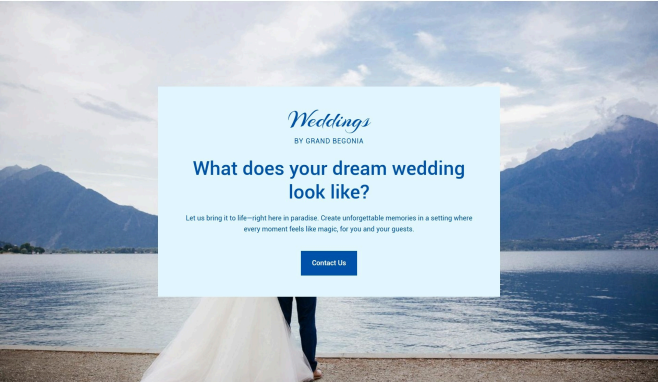 Weddings
BY GRAND BEGONIA
What does your dream wedding
look like?
Let us bring it to life—right here in paradise. Create unforgettable memories in a setting where
every moment feels like magic, for you and your guests.
Contact Us